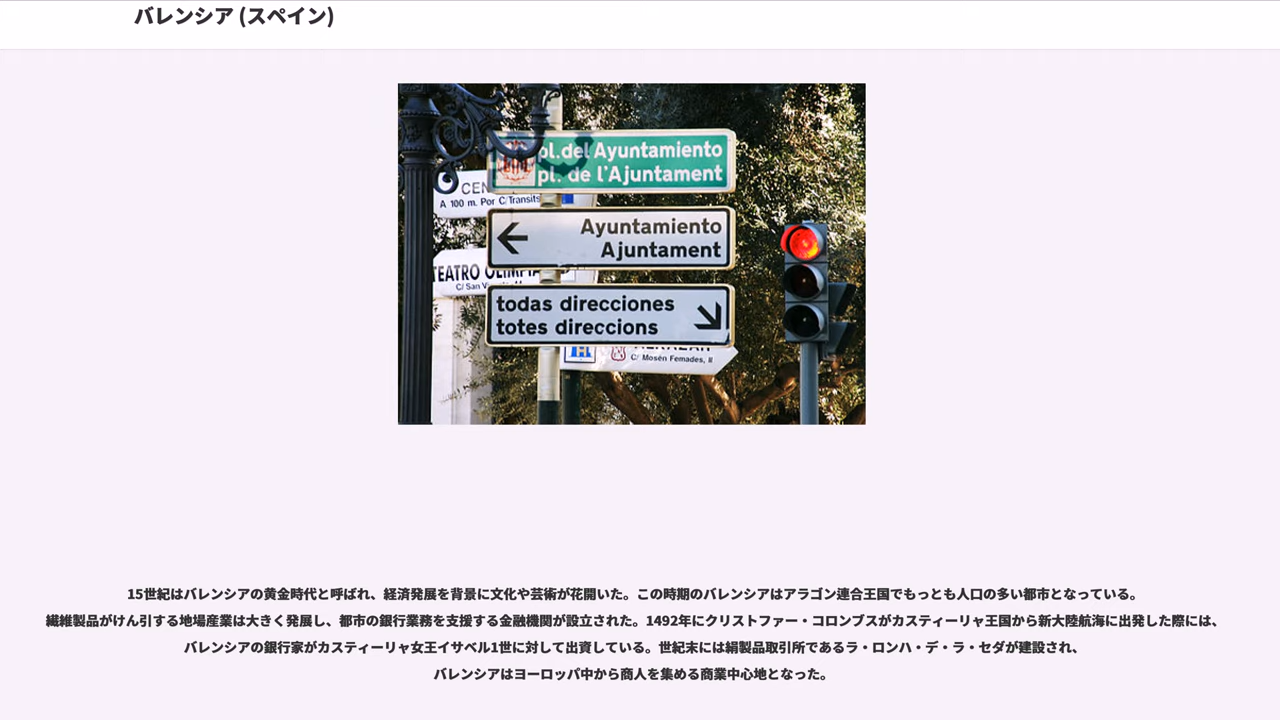 バレンシア (スペイン)
pl.del Ayuntamiento
pl. de l'Ajuntament
CEN
A 100 m. Por C/Transits
Ayuntamiento
Ajuntament
TEATRO OLIMPIA
C/ San
todas direcciones
totes direccions
H
C/ Mosén Femades, II
15世紀はバレンシアの黄金時代と呼ばれ、経済発展を背景に文化や芸術が花開いた。この時期のバレンシアはアラゴン連合王国でもっとも人口の多い都市となっている。
繊維製品がけん引する地場産業は大きく発展し、都市の銀行業務を支援する金融機関が設立された。1492年にクリストファー・コロンブスがカスティーリャ王国から新大陸航海に出発した際には、
バレンシアの銀行家がカスティーリャ女王イサベル1世に対して出資している。世紀末には絹製品取引所であるラ・ロンハ・デ・ラ・セダが建設され、
バレンシアはヨーロッパ中から商人を集める商業中心地となった。